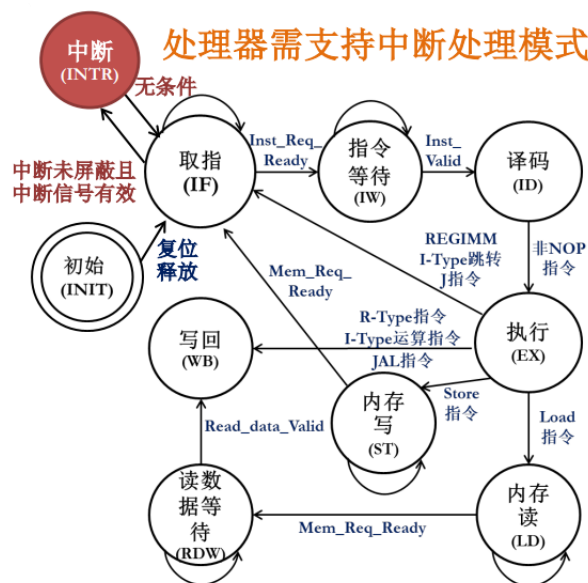 处理器需支持中断处理模式
中断
(INTR)
无条件
中断未屏蔽且
中断信号有效
取指
(IF)
Inst_Req_
Ready
指令
等待
(IW)
Inst_
Valid
译码
(ID)
初始
(INIT)
复位
释放
Mem_Req_
Ready
REGIMM
I-Type跳转
J指令
非NOP
指令
写回
(WB)
R-Type指令
I-Type运算指令
JAL指令
执行
(EX)
内存
写
(ST)
Store
指令
Load
指令
Read_data_Valid
读数
据等
待
(RDW)
Mem_Req_Ready
内存
读
(LD)